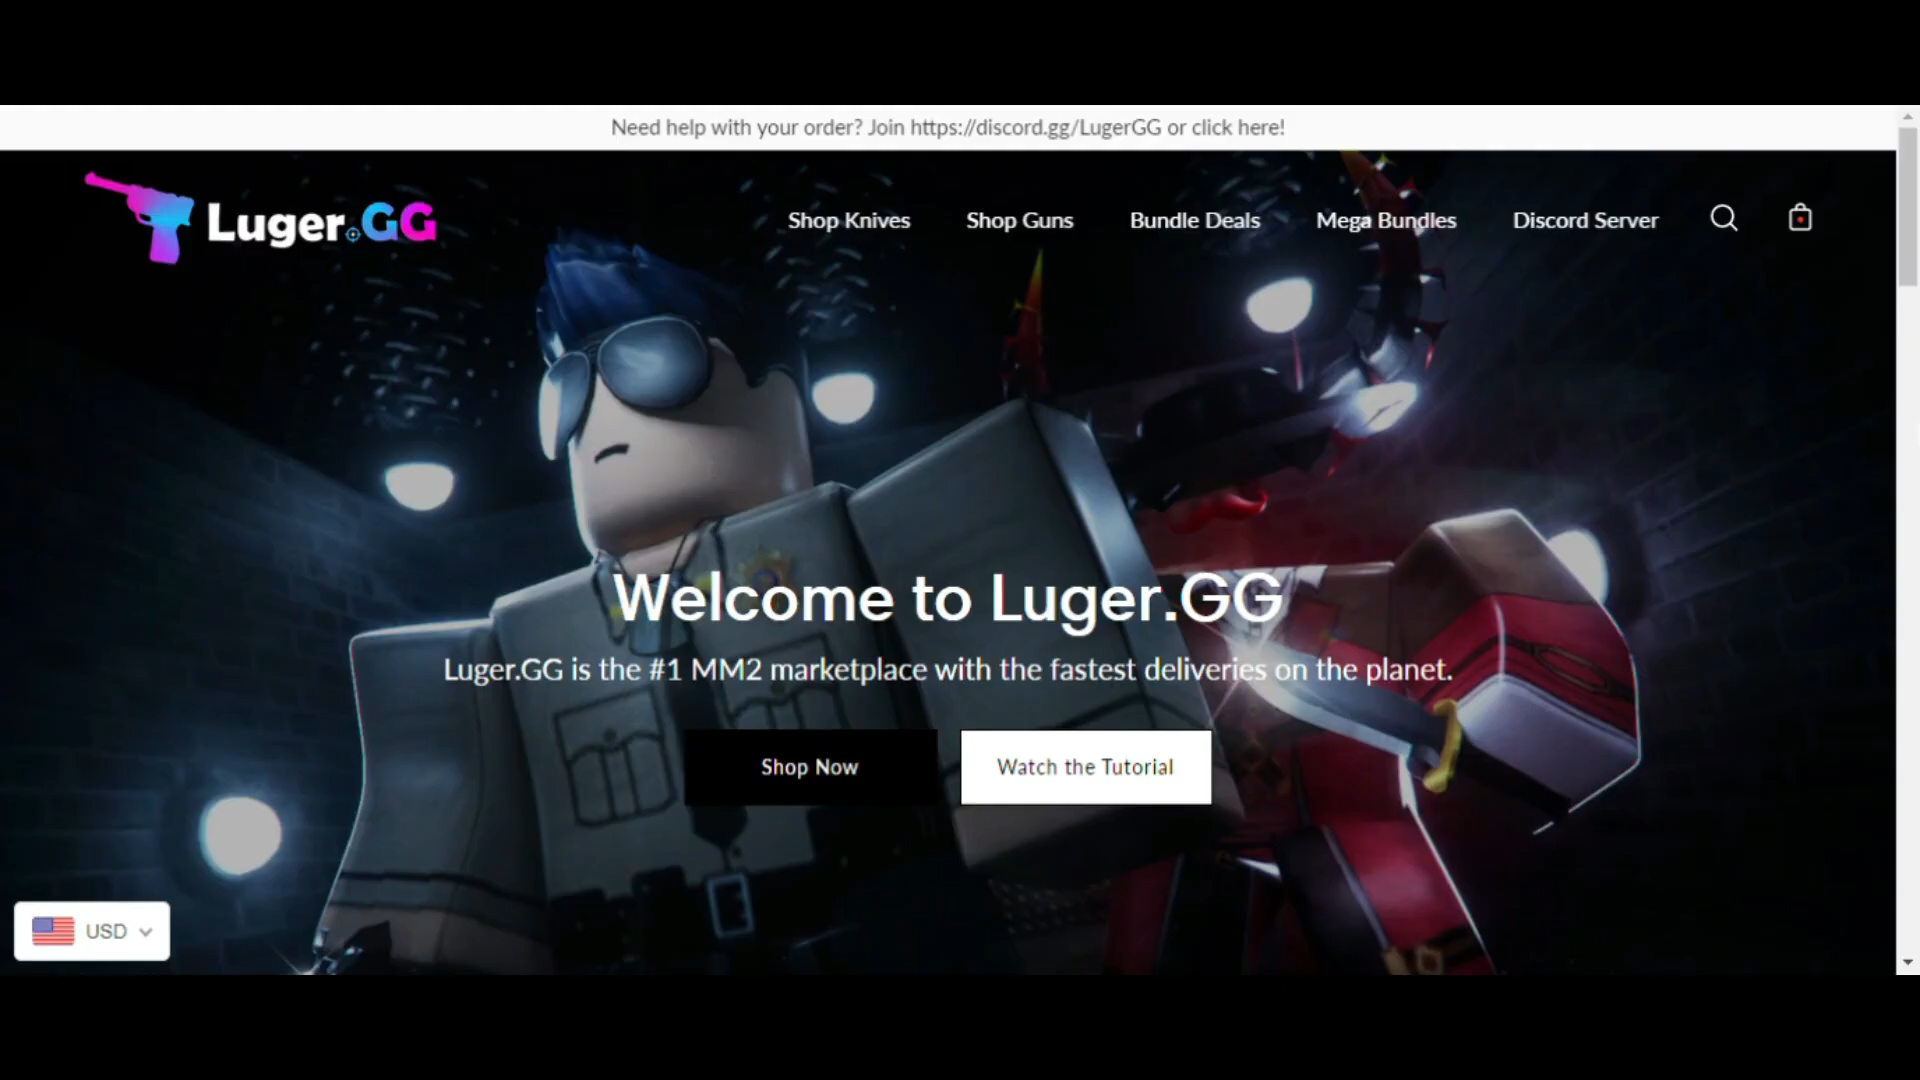 Need help with your order? Join https://discord.gg/LugerGG or click here!
Luger.GG
Shop Knives
Shop Guns
Bundle Deals
Mega Bundles
Discord Server
Welcome to Luger.GG
Luger.GG is the #1 MM2 marketplace with the fastest deliveries on the planet.
Shop Now
Watch the Tutorial
USD